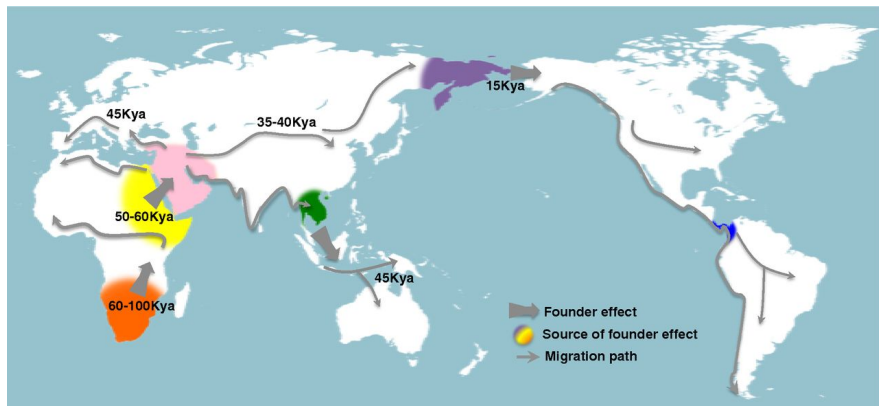 15Kya
45Kya
35-40Kya
50-60Kya
45Kya
60-100Kya
Founder effect
Source of founder effect
Migration path